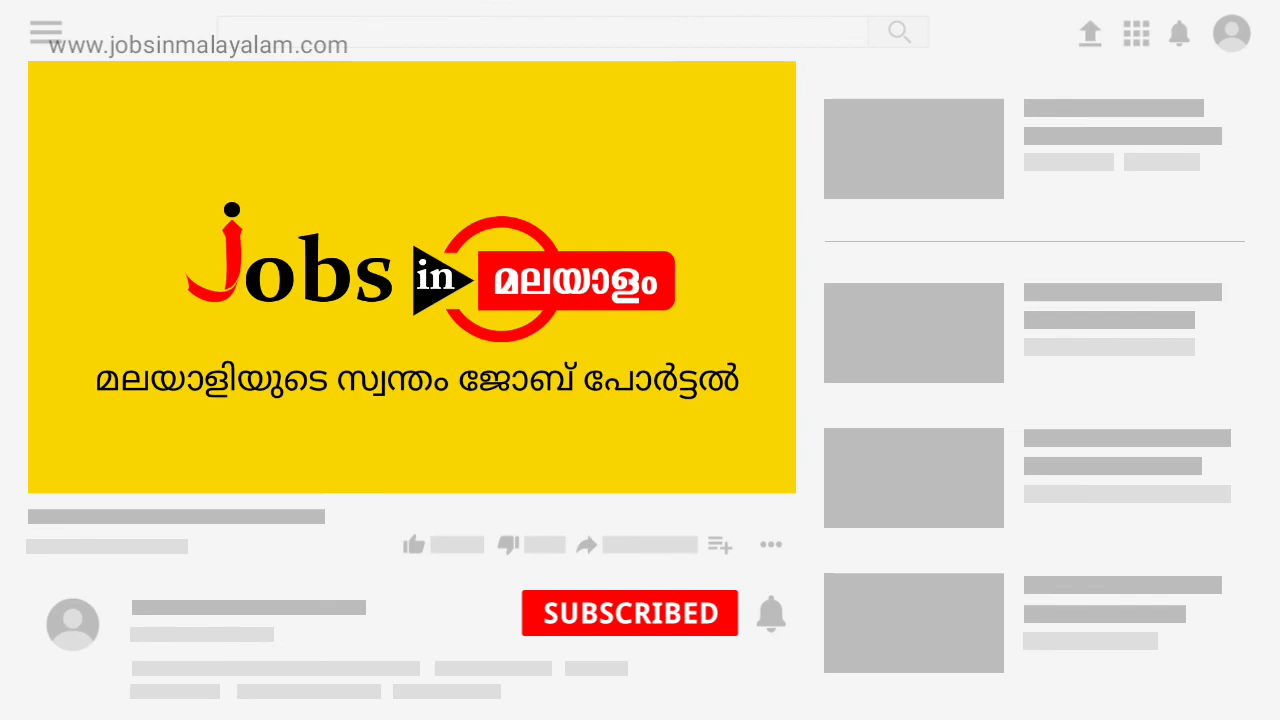 www.jobsinmalayalam.com
Jobs in മലയാളം
മലയാളിയുടെ സ്വന്തം ജോബ് പോർട്ടൽ
SUBSCRIBED